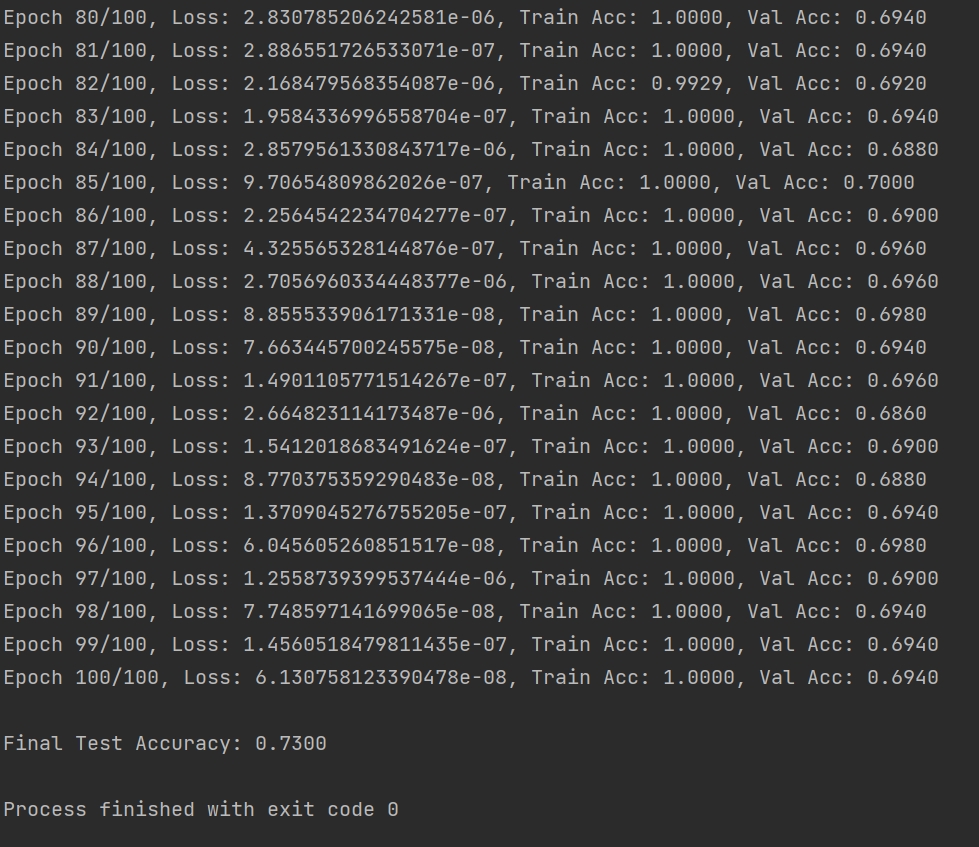 Epoch 80/100, Loss: 2.830785206242581e-06, Train Acc: 1.0000, Val Acc: 0.6940
Epoch 81/100, Loss: 2.886551726533071e-07, Train Acc: 1.0000, Val Acc: 0.6940
Epoch 82/100, Loss: 2.168479568354087e-06, Train Acc: 0.9929, Val Acc: 0.6920
Epoch 83/100, Loss: 1.9584336996558704e-07, Train Acc: 1.0000, Val Acc: 0.6940
Epoch 84/100, Loss: 2.8579561330843717e-06, Train Acc: 1.0000, Val Acc: 0.6880
Epoch 85/100, Loss: 9.70654809862026e-07, Train Acc: 1.0000, Val Acc: 0.7000
Epoch 86/100, Loss: 2.2564542234704277e-07, Train Acc: 1.0000, Val Acc: 0.6900
Epoch 87/100, Loss: 4.325565328144876e-07, Train Acc: 1.0000, Val Acc: 0.6960
Epoch 88/100, Loss: 2.7056960334448377e-06, Train Acc: 1.0000, Val Acc: 0.6960
Epoch 89/100, Loss: 8.855533906171331e-08, Train Acc: 1.0000, Val Acc: 0.6980
Epoch 90/100, Loss: 7.663445700245575e-08, Train Acc: 1.0000, Val Acc: 0.6940
Epoch 91/100, Loss: 1.4901105771514267e-07, Train Acc: 1.0000, Val Acc: 0.6960
Epoch 92/100, Loss: 2.664823114173487e-06, Train Acc: 1.0000, Val Acc: 0.6860
Epoch 93/100, Loss: 1.5412018683491624e-07, Train Acc: 1.0000, Val Acc: 0.6900
Epoch 94/100, Loss: 8.770375359290483e-08, Train Acc: 1.0000, Val Acc: 0.6880
Epoch 95/100, Loss: 1.3709045276755205e-07, Train Acc: 1.0000, Val Acc: 0.6940
Epoch 96/100, Loss: 6.045605260851517e-08, Train Acc: 1.0000, Val Acc: 0.6980
Epoch 97/100, Loss: 1.2558739399537444e-06, Train Acc: 1.0000, Val Acc: 0.6900
Epoch 98/100, Loss: 7.748597141699065e-08, Train Acc: 1.0000, Val Acc: 0.6940
Epoch 99/100, Loss: 1.4560518479811435e-07, Train Acc: 1.0000, Val Acc: 0.6940
Epoch 100/100, Loss: 6.130758123390478e-08, Train Acc: 1.0000, Val Acc: 0.6940
Final Test Accuracy: 0.7300
Process finished with exit code 0